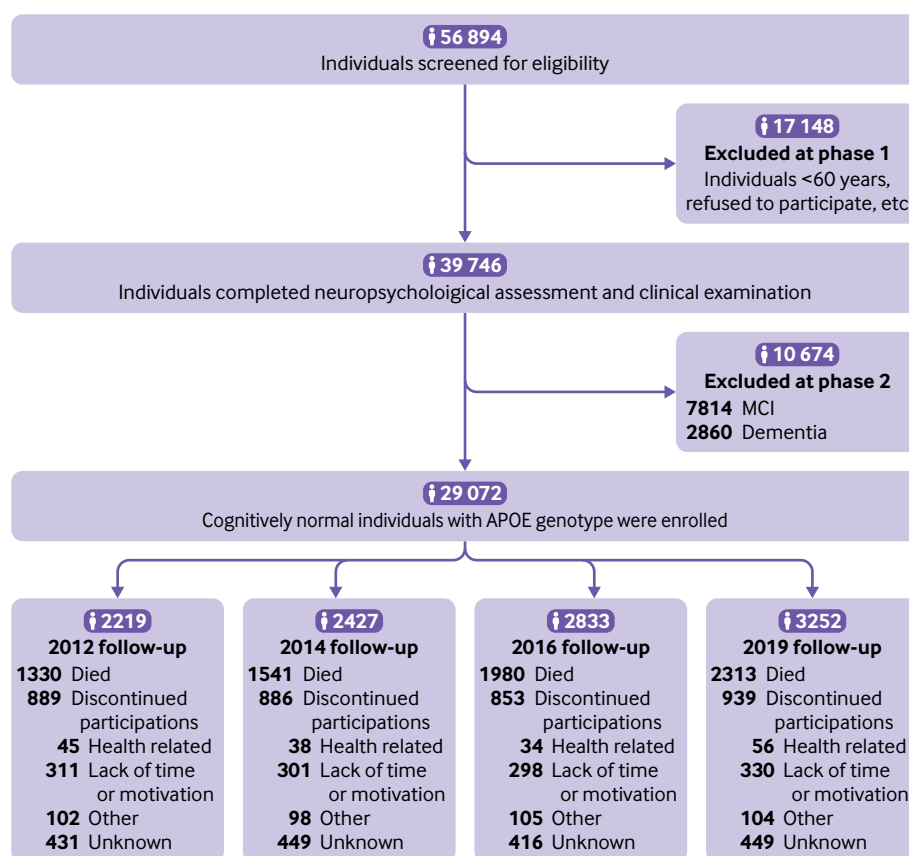 56 894
Individuals screened for eligibility
17 148
Excluded at phase 1
Individuals <60 years,
refused to participate, etc
39 746
Individuals completed neuropsycholoigical assessment and clinical examination
10 674
Excluded at phase 2
7814 MCI
2860 Dementia
29 072
Cognitively normal individuals with APOE genotype were enrolled
2219
2012 follow-up
1330 Died
889 Discontinued
participations
45 Health related
311 Lack of time
or motivation
102 Other
431 Unknown
2427
2014 follow-up
1541 Died
886 Discontinued
participations
38 Health related
301 Lack of time
or motivation
98 Other
449 Unknown
2833
2016 follow-up
1980 Died
853 Discontinued
participations
34 Health related
298 Lack of time
or motivation
105 Other
416 Unknown
3252
2019 follow-up
2313 Died
939 Discontinued
participations
56 Health related
330 Lack of time
or motivation
104 Other
449 Unknown